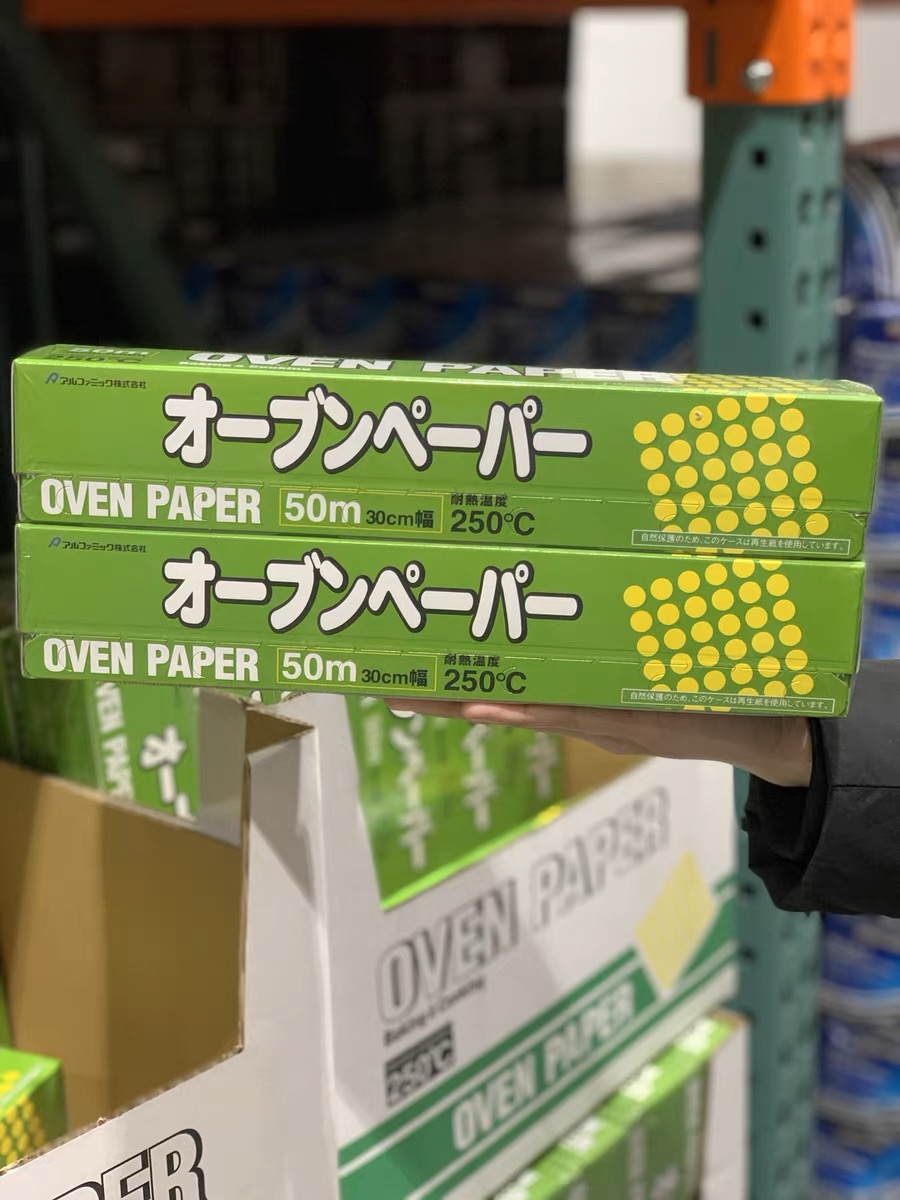 OVEN PAPER
アルファミック株式会社
オーブンペーパー
OVEN PAPER 50m 30cm幅 耐熱温度 250℃
自然保護のため、このケースは再生紙を使用しています。
アルファミック株式会社
オーブンペーパー
OVEN PAPER 50m 30cm幅 耐熱温度 250℃
自然保護のため、このケースは再生紙を使用しています。
OVEN PAPER
Baking & Cooking
250℃
OVEN PAPER